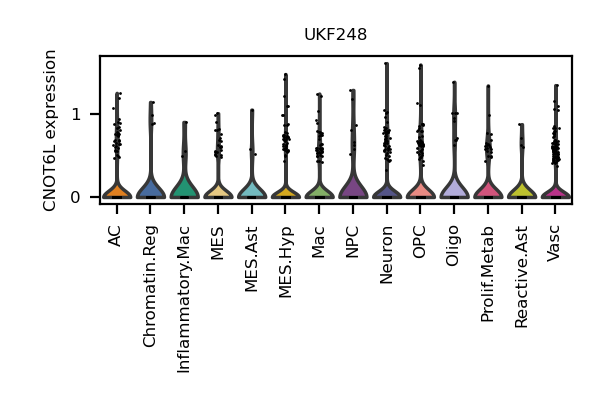 UKF248
CNOT6L expression
1
0
AC
Chromatin.Reg
Inflammatory.Mac
MES
MES.Ast
MES.Hyp
Mac
NPC
Neuron
OPC
Oligo
Prolif.Metab
Reactive.Ast
Vasc